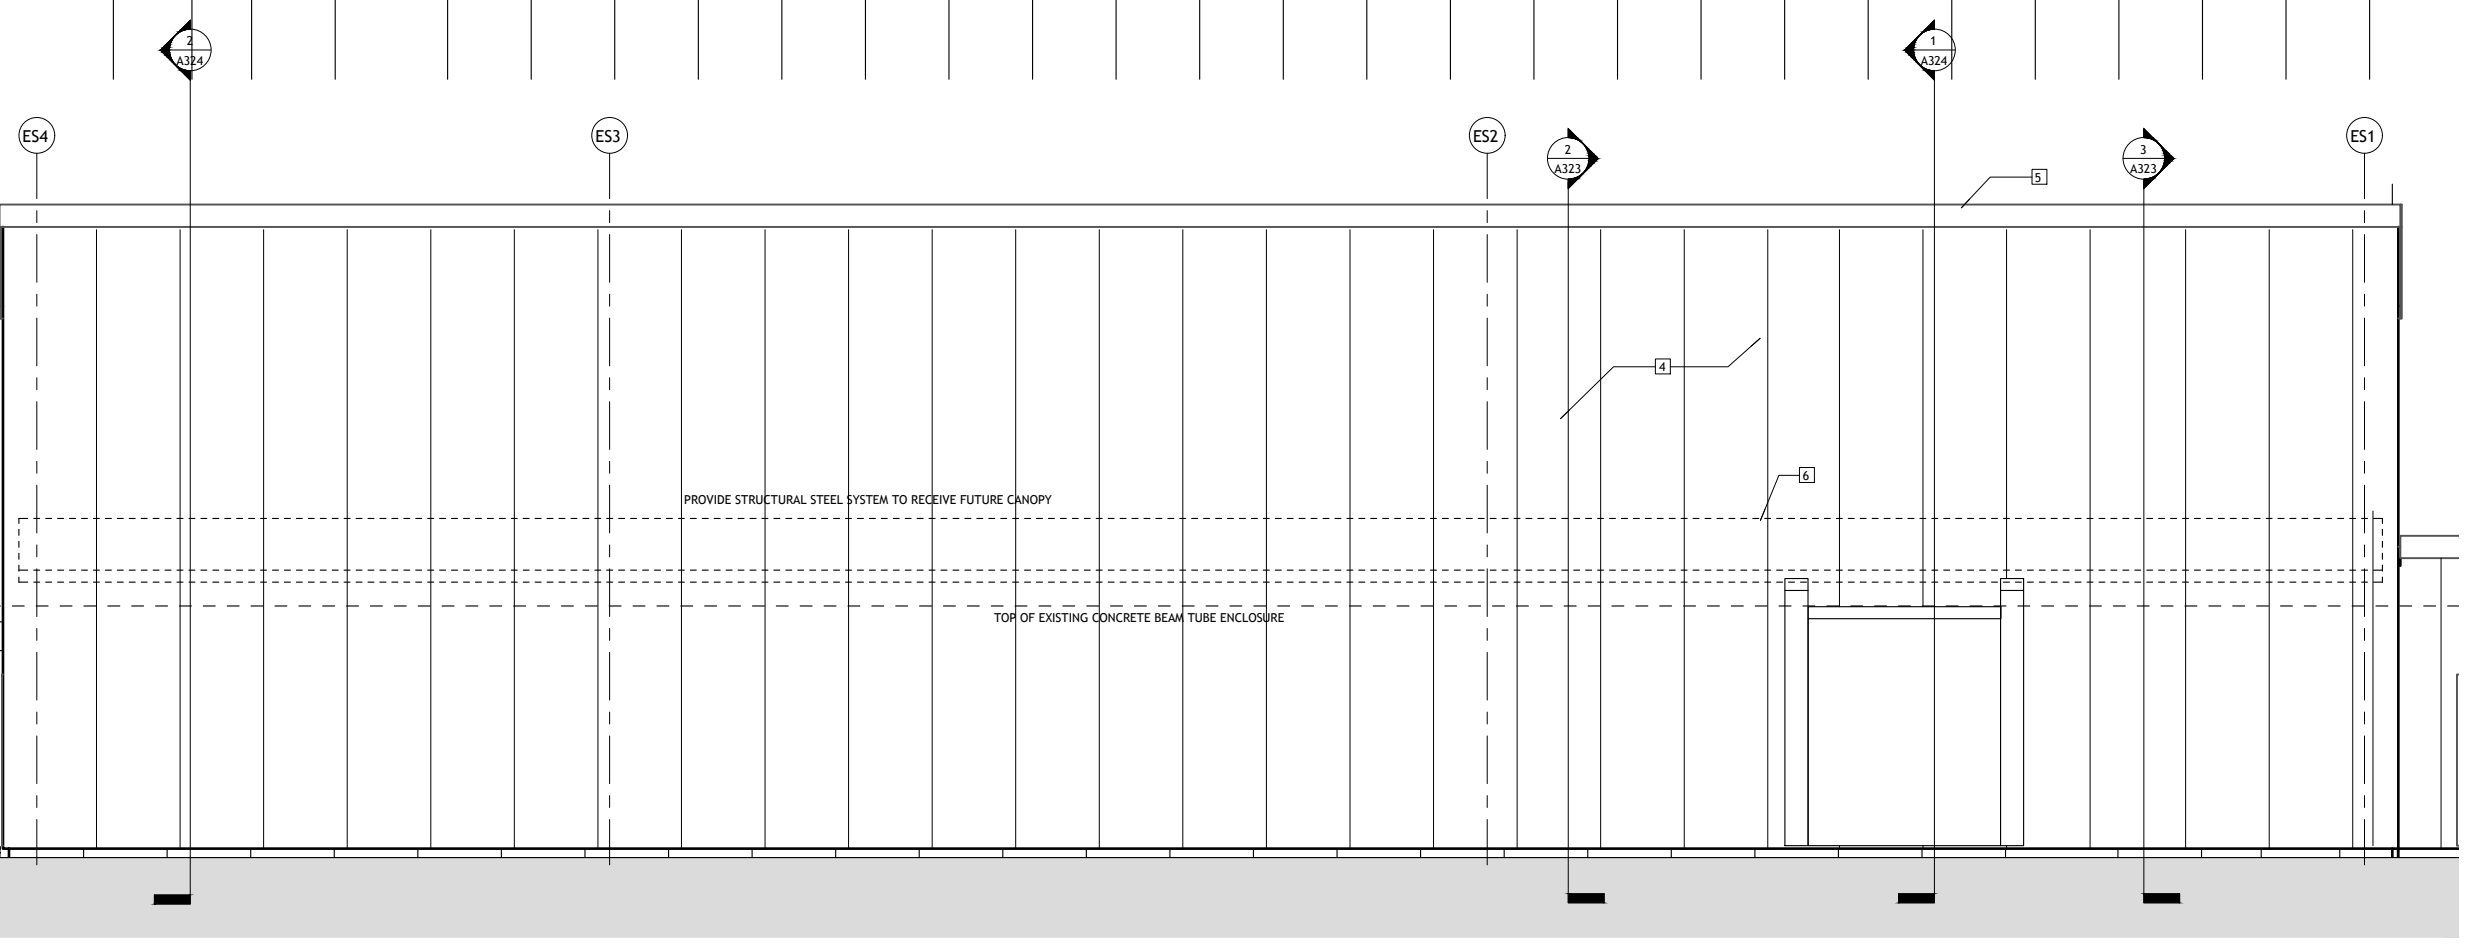 2
A324
1
A324
ES4
ES3
ES2
2
A323
3
A323
ES1
5
4
6
PROVIDE STRUCTURAL STEEL SYSTEM TO RECEIVE FUTURE CANOPY
TOP OF EXISTING CONCRETE BEAM TUBE ENCLOSURE